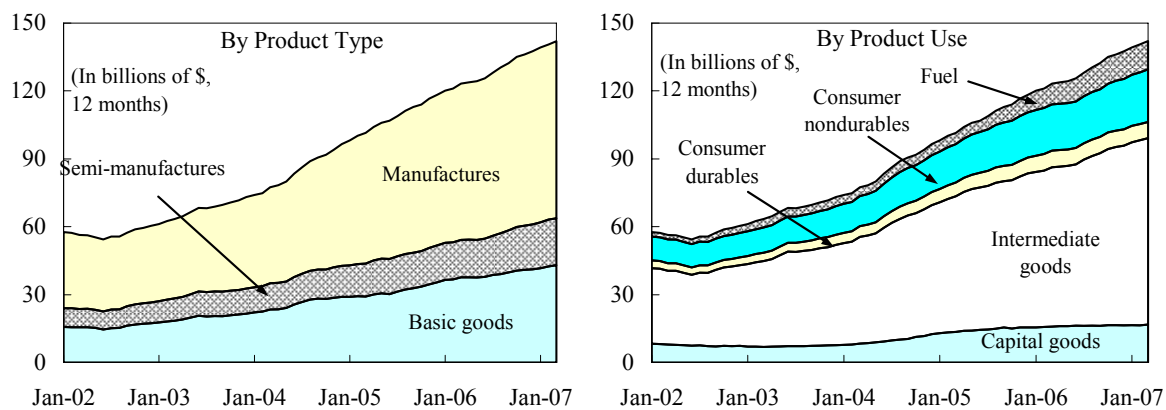 By Product Type
(In billions of $,
12 months)
Semi-manufactures
Manufactures
Basic goods
150
120
90
60
30
0
Jan-02 Jan-03 Jan-04 Jan-05 Jan-06 Jan-07
By Product Use
(In billions of $,
12 months)
Fuel
Consumer
nondurables
Consumer
durables
Intermediate
goods
Capital goods
150
120
90
60
30
0
Jan-02 Jan-03 Jan-04 Jan-05 Jan-06 Jan-07